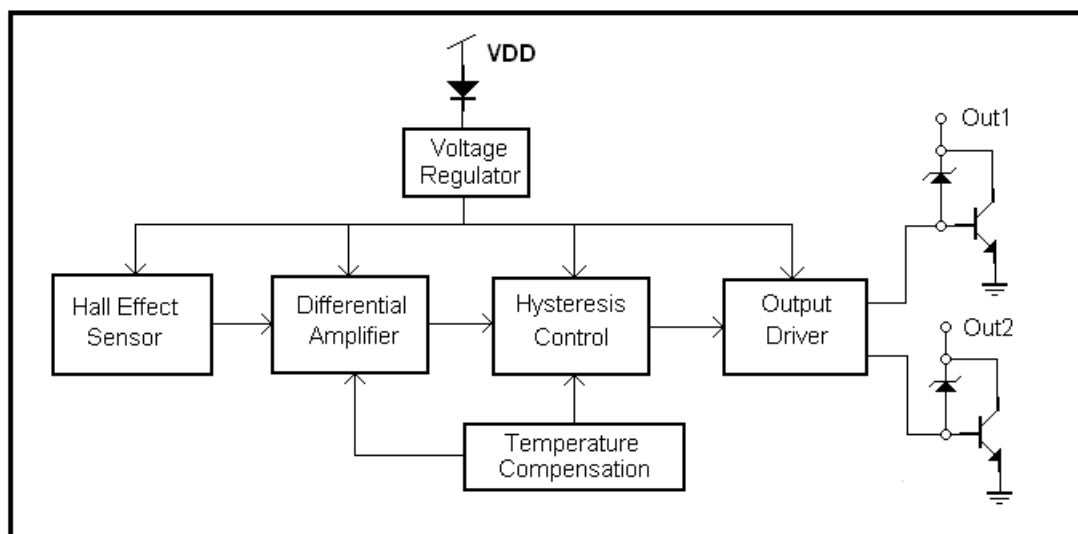 VDD
Voltage
Regulator
Out1
Hall Effect
Sensor
Differential
Amplifier
Hysteresis
Control
Output
Driver
Out2
Temperature
Compensation